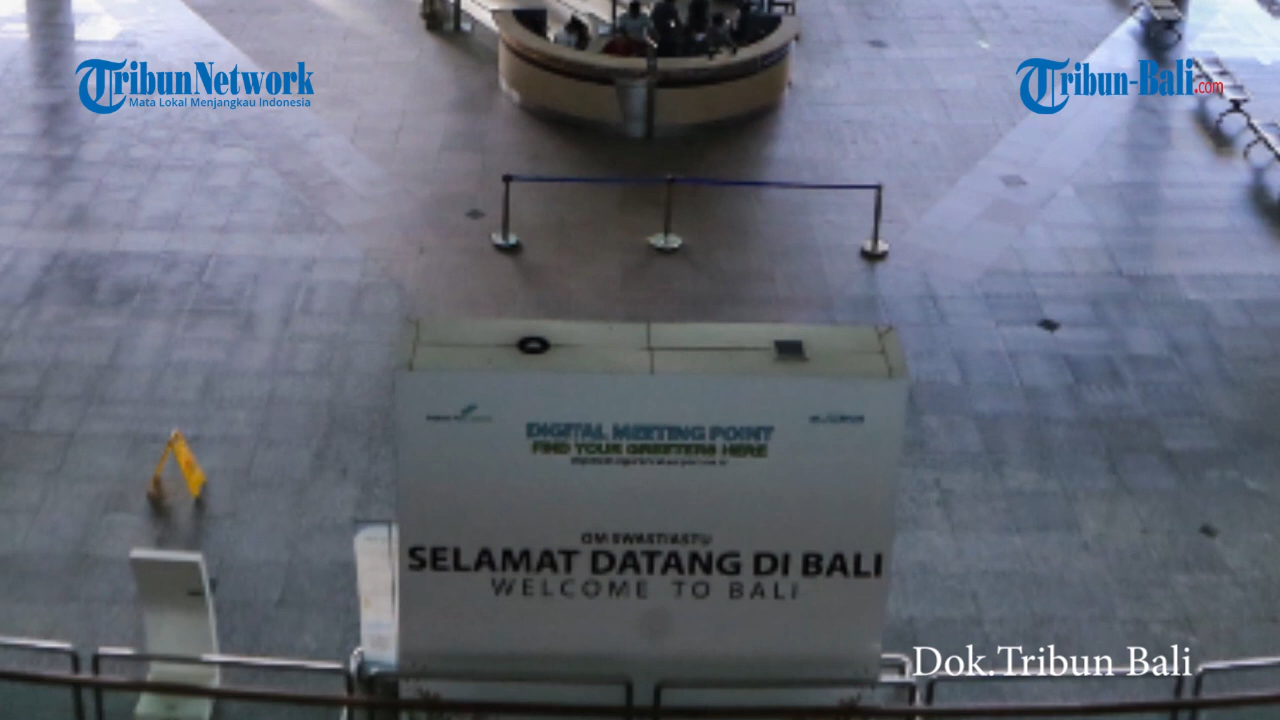 TribunNetwork
Mata Lokal Menjangkau Indonesia
Tribun-Bali.com
DIGITAL MEETING POINT
FIND YOUR GREETERS HERE
OM SWASTIASTU
SELAMAT DATANG DI BALI
WELCOME TO BALI
Dok.Tribun Bali